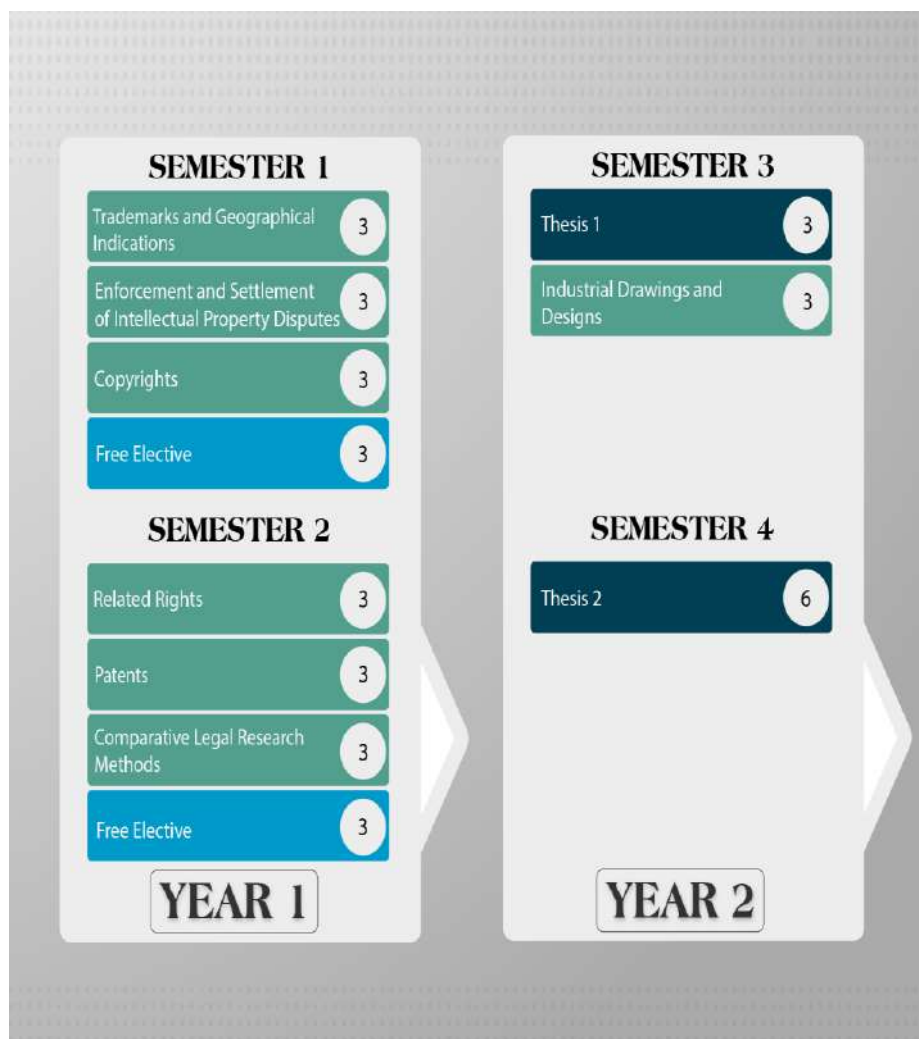 SEMESTER 1
Trademarks and Geographical
Indications
3
Enforcement and Settlement
of Intellectual Property Disputes
3
Copyrights
3
Free Elective
3
SEMESTER 2
Related Rights
3
Patents
3
Comparative Legal Research
Methods
3
Free Elective
3
YEAR 1
SEMESTER 3
Thesis 1
3
Industrial Drawings and
Designs
3
SEMESTER 4
Thesis 2
6
YEAR 2